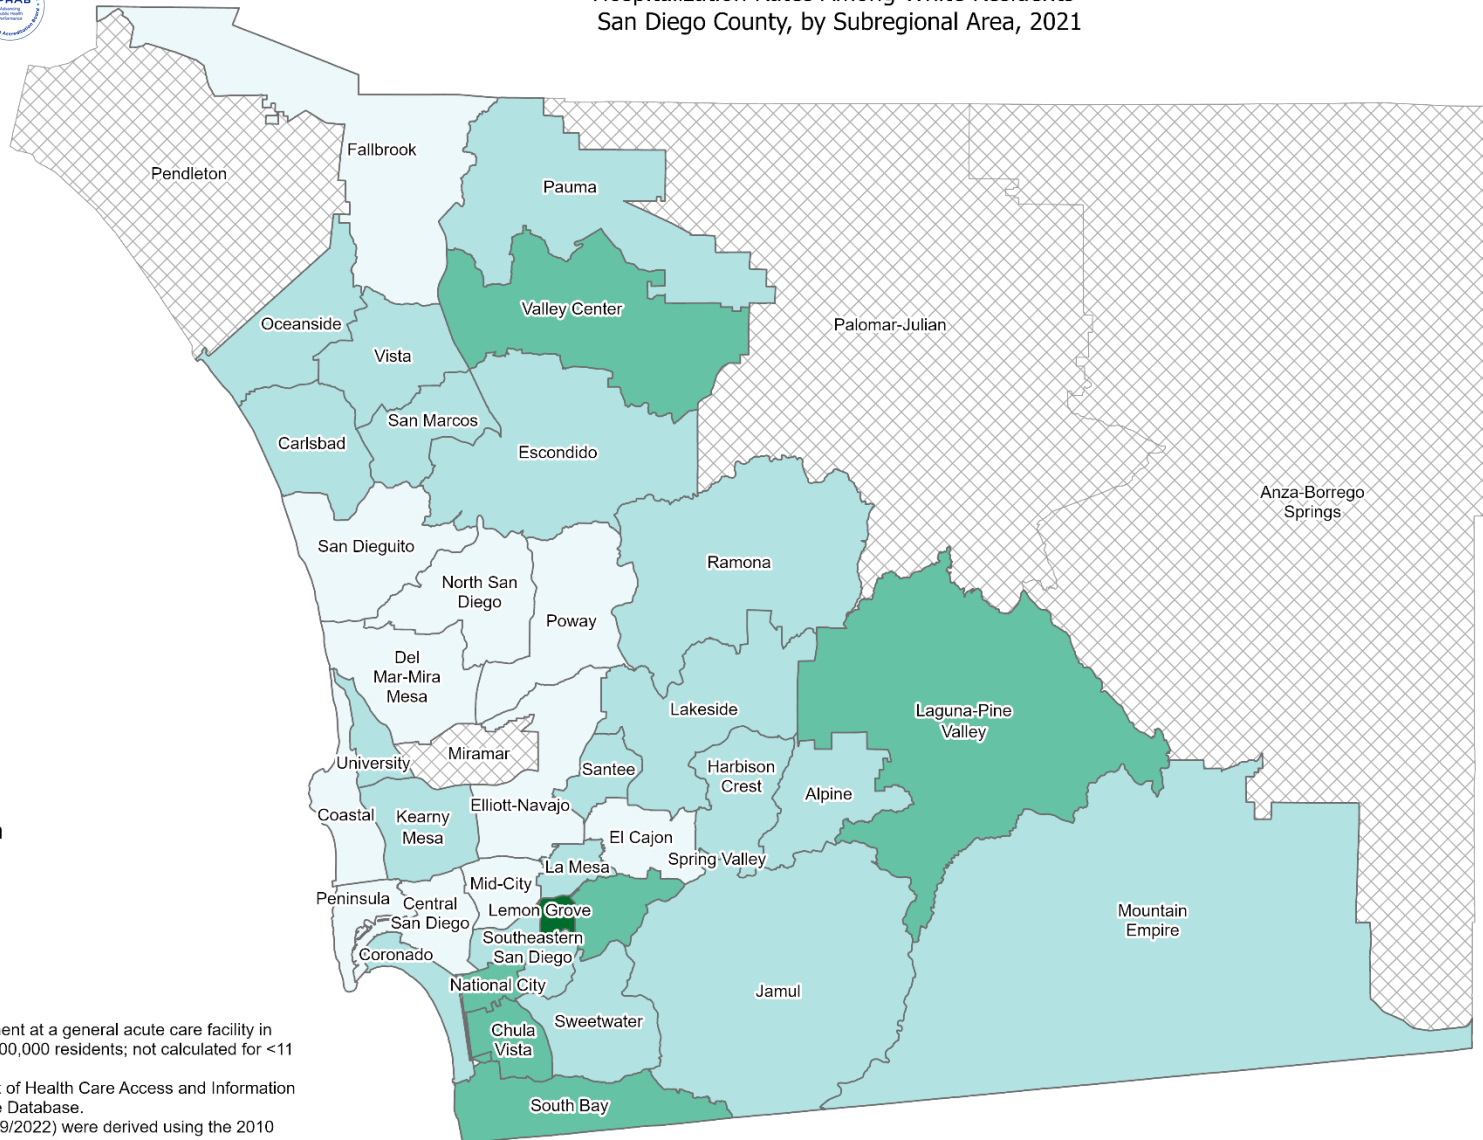 San Diego County, by Subregional Area, 2021
Fallbrook
Pendleton
Pauma
Valley Center
Oceanside
Palomar-Julian
Vista
San Marcos
Carlsbad
Escondido
Anza-Borrego
Springs
San Dieguito
Ramona
North San
Diego
Poway
Del
Mar-Mira
Mesa
Lakeside
Laguna-Pine
Valley
Miramar
University
Santee
Harbison
Crest
Alpine
Elliott-Navajo
Coastal
Kearny
Mesa
El Cajon
Spring Valley
La Mesa
Mid-City
Peninsula
Central
San Diego
Lemon Grove
Mountain
Empire
Southeastern
San Diego
Coronado
National City
Jamul
Sweetwater
Chula
Vista
South Bay
ent at a general acute care facility in
00,000 residents; not calculated for <11
of Health Care Access and Information
Database.
9/2022) were derived using the 2010